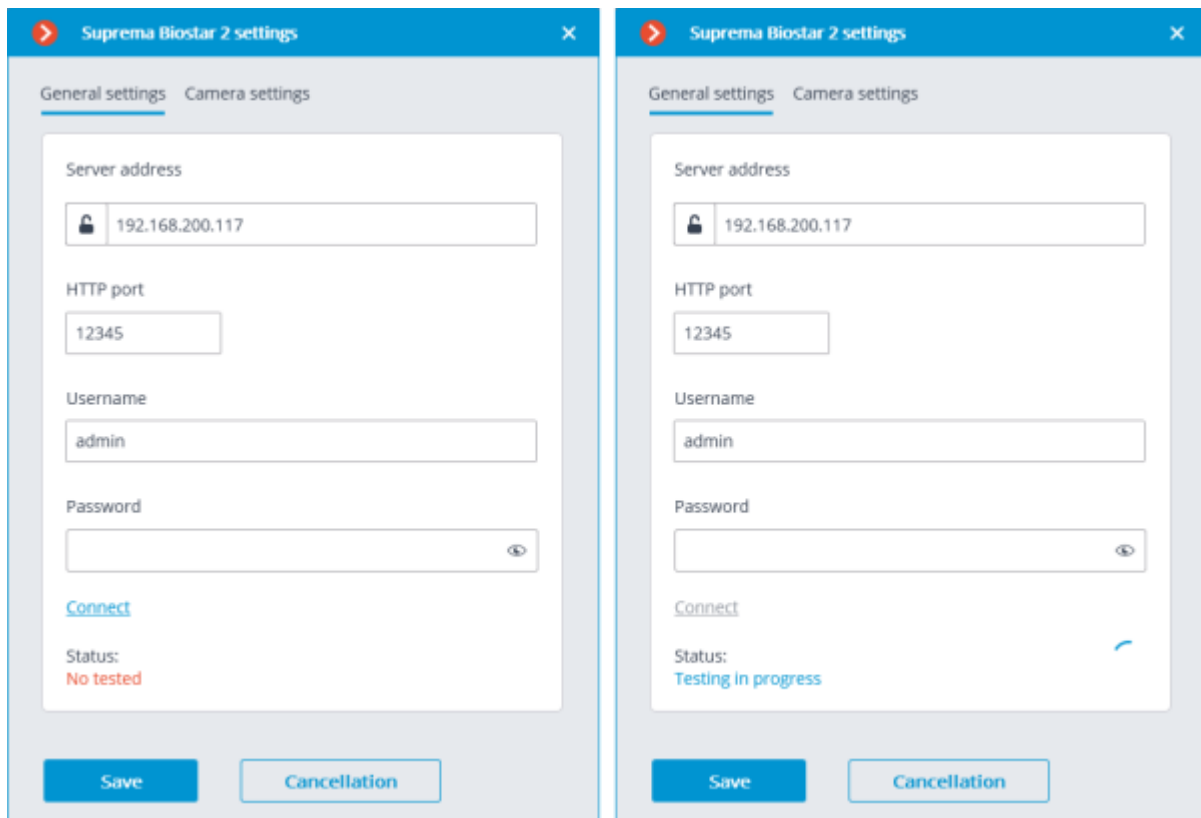 Suprema Biostar 2 settings
General settings Camera settings
Server address
192.168.200.117
HTTP port
12345
Username
admin
Password
Connect
Status:
No tested
Save Cancellation
Suprema Biostar 2 settings
General settings Camera settings
Server address
192.168.200.117
HTTP port
12345
Username
admin
Password
Connect
Status:
Testing in progress
Save Cancellation